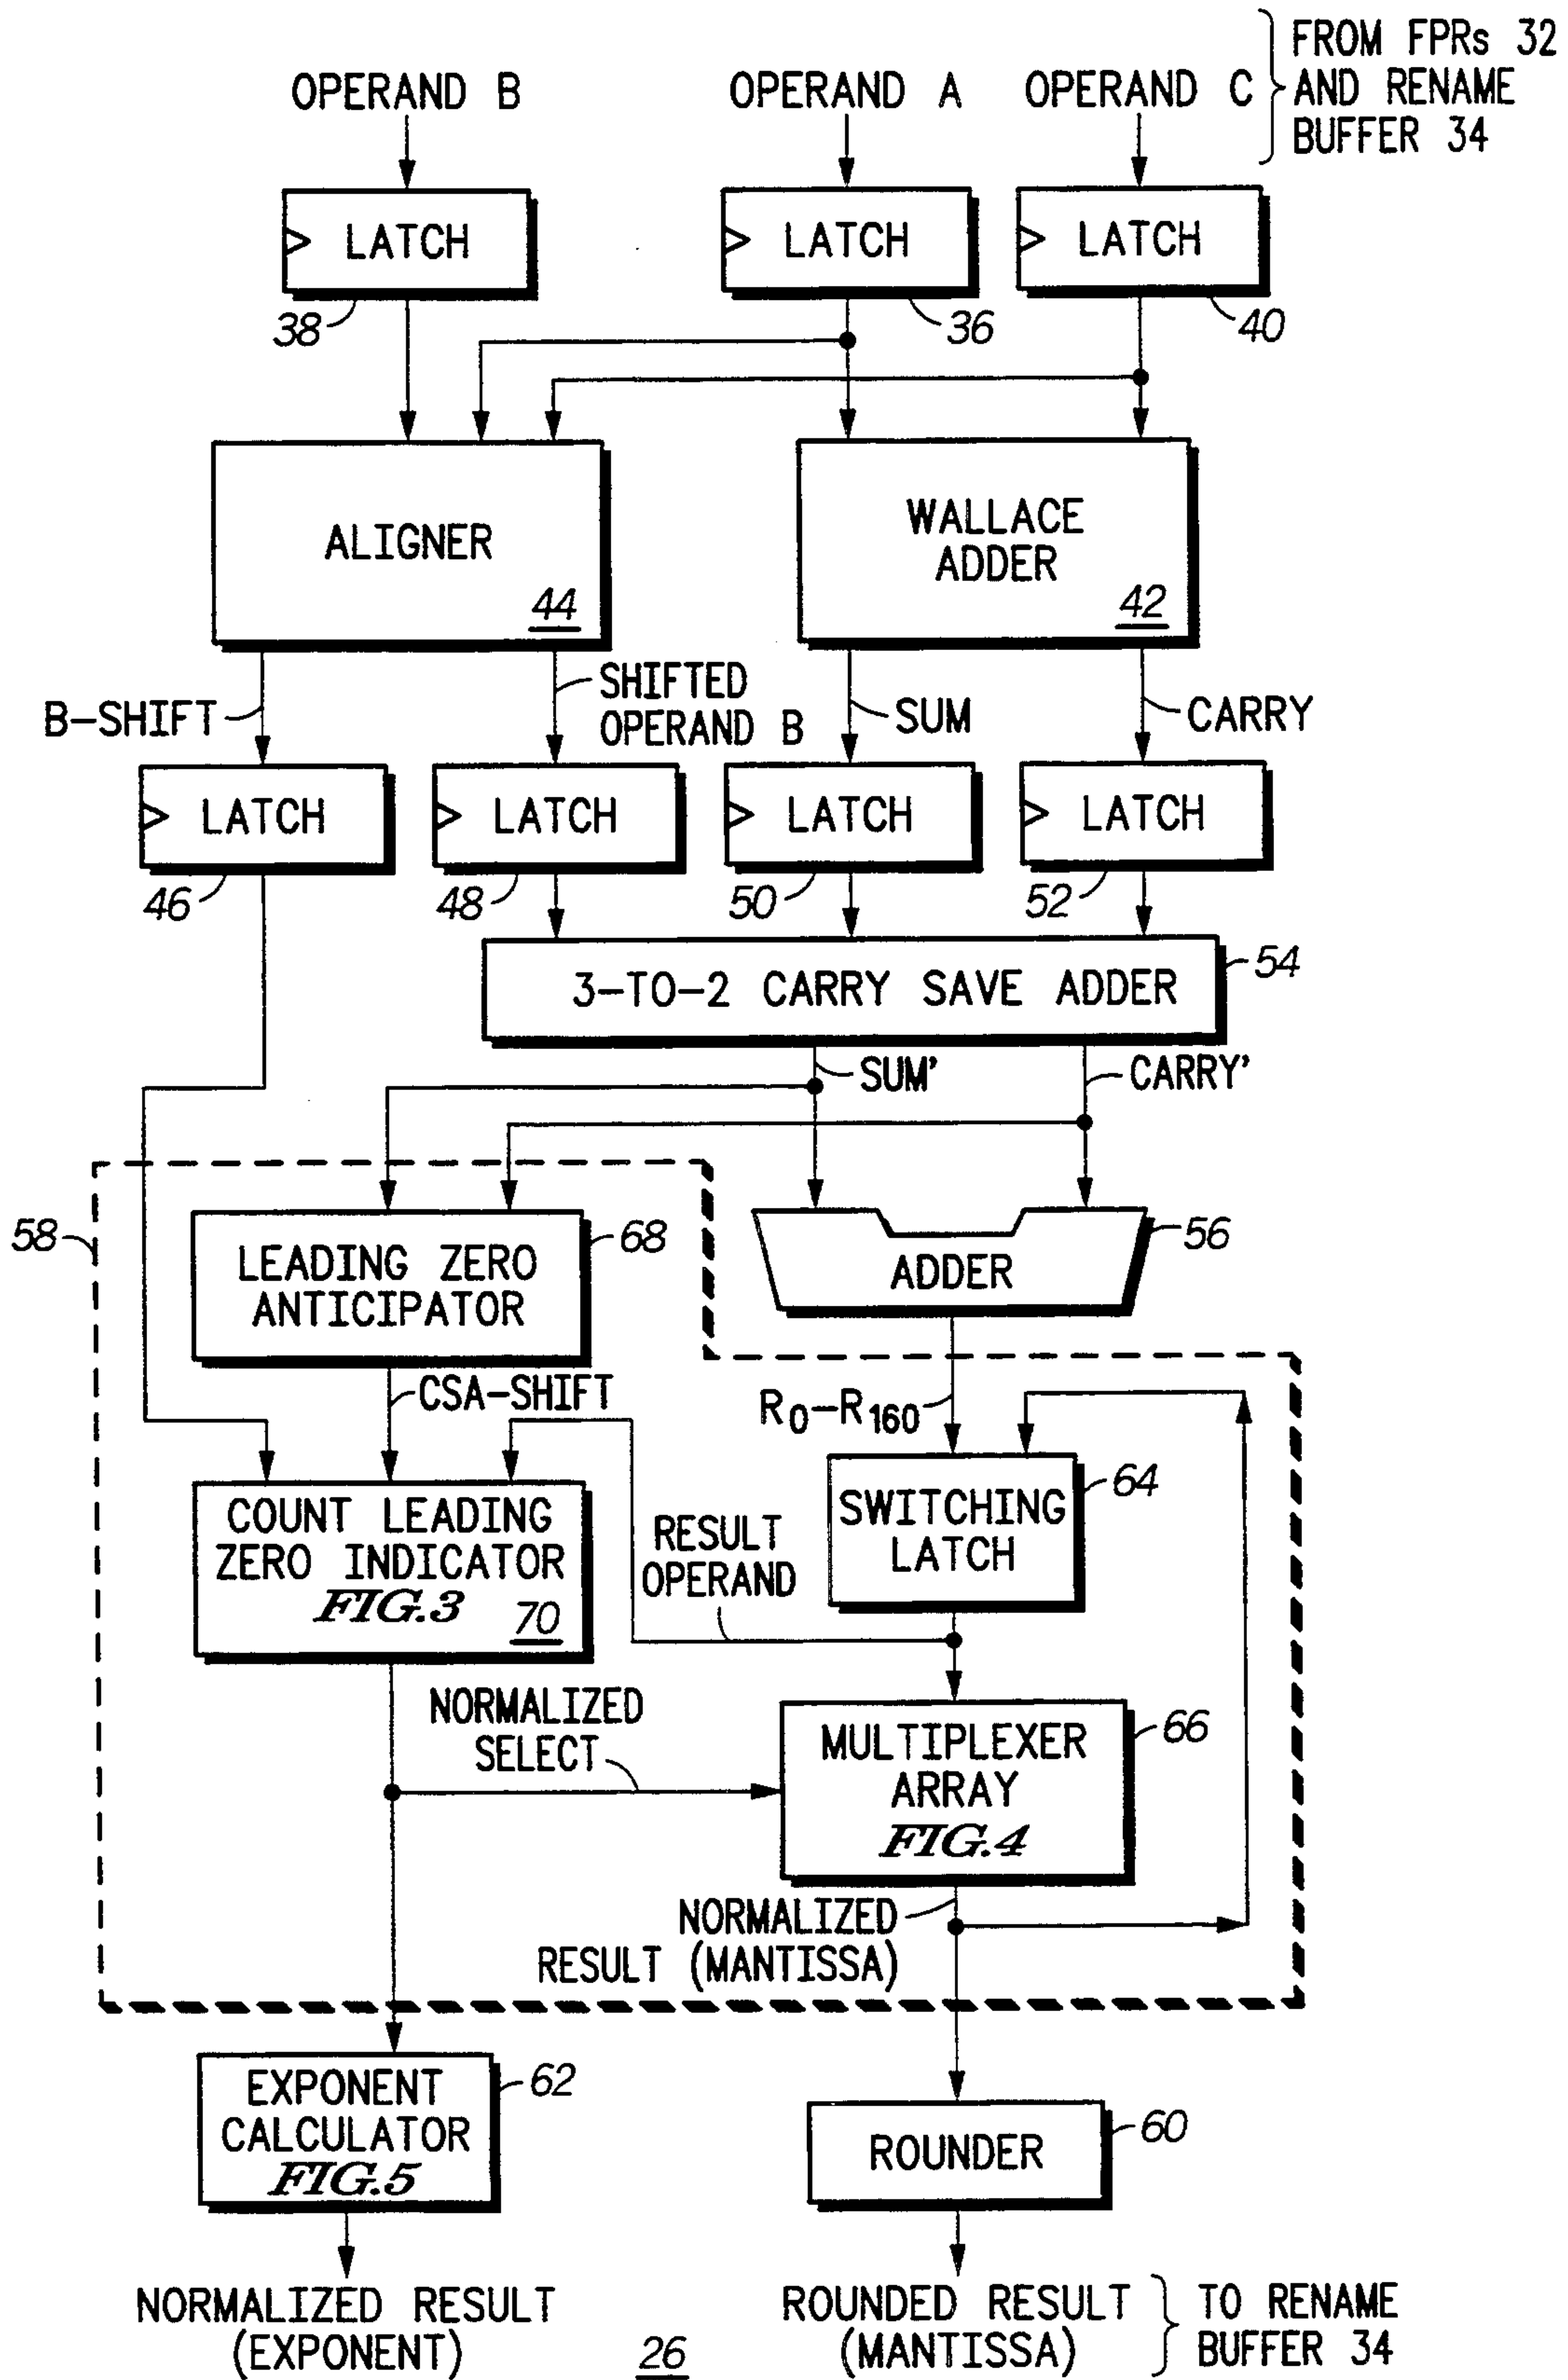 FROM FPRs 32
AND RENAME
BUFFER 34
OPERAND B
OPERAND A
OPERAND C
LATCH
LATCH
LATCH
38
36
40
ALIGNER
44
WALLACE
ADDER
42
B-SHIFT
SHIFTED
OPERAND B
SUM
CARRY
LATCH
LATCH
LATCH
LATCH
46
48
50
52
3-TO-2 CARRY SAVE ADDER
54
SUM'
CARRY'
58
LEADING ZERO
ANTICIPATOR
68
ADDER
56
CSA-SHIFT
R0-R160
COUNT LEADING
ZERO INDICATOR
FIG.3
70
RESULT
OPERAND
SWITCHING
LATCH
64
NORMALIZED
SELECT
MULTIPLEXER
ARRAY
FIG.4
66
NORMALIZED
RESULT (MANTISSA)
EXPONENT
CALCULATOR
FIG.5
62
ROUNDER
60
NORMALIZED RESULT
(EXPONENT)
26
ROUNDED RESULT
(MANTISSA)
TO RENAME
BUFFER 34